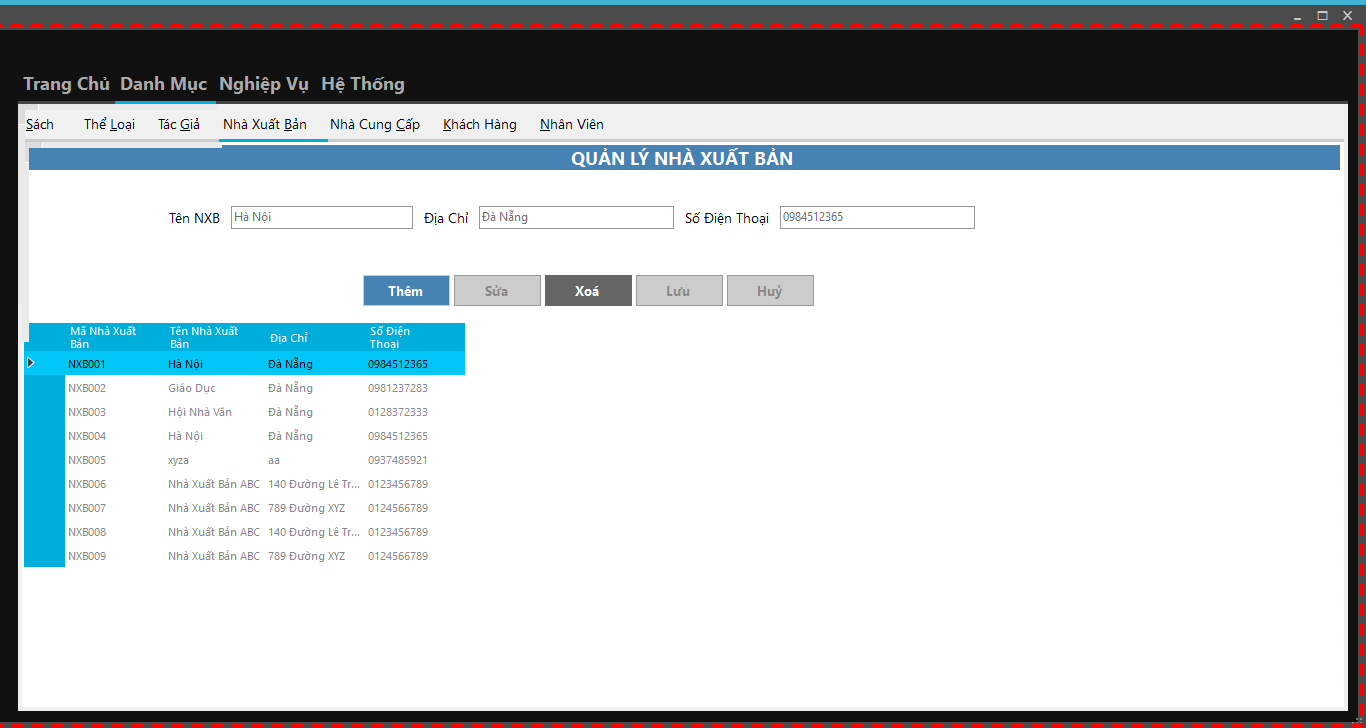 Trang Chủ Danh Mục Nghiệp Vụ Hệ Thống
Sách Thể Loại Tác Giả Nhà Xuất Bản Nhà Cung Cấp Khách Hàng Nhân Viên
QUẢN LÝ NHÀ XUẤT BẢN
Tên NXB Hà Nội Địa Chỉ Đà Nẵng Số Điện Thoại 0984512365
Thêm Sửa Xoá Lưu Huỷ
Mã Nhà Xuất Bản Tên Nhà Xuất Bản Địa Chỉ Số Điện Thoại
NXB001 Hà Nội Đà Nẵng 0984512365
NXB002 Giáo Dục Đà Nẵng 0981237283
NXB003 Hội Nhà Văn Đà Nẵng 0128372333
NXB004 Hà Nội Đà Nẵng 0984512365
NXB005 xyza aa 0937485921
NXB006 Nhà Xuất Bản ABC 140 Đường Lê Tr... 0123456789
NXB007 Nhà Xuất Bản ABC 789 Đường XYZ 0124566789
NXB008 Nhà Xuất Bản ABC 140 Đường Lê Tr... 0123456789
NXB009 Nhà Xuất Bản ABC 789 Đường XYZ 0124566789